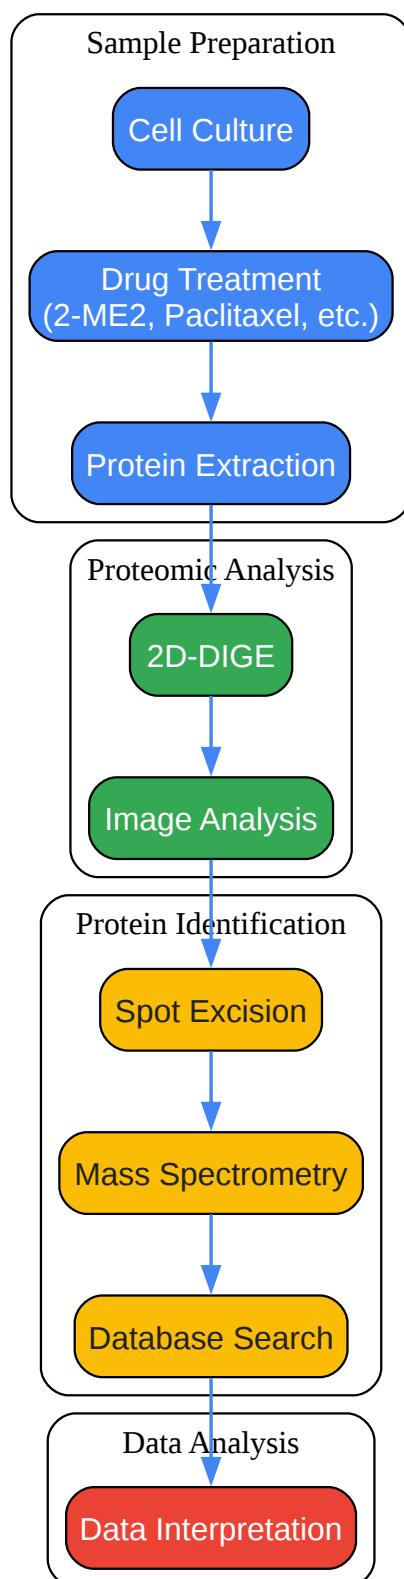 Sample Preparation
Cell Culture
Drug Treatment
(2-ME2, Paclitaxel, etc.)
Protein Extraction
Proteomic Analysis
2D-DIGE
Image Analysis
Protein Identification
Spot Excision
Mass Spectrometry
Database Search
Data Analysis
Data Interpretation